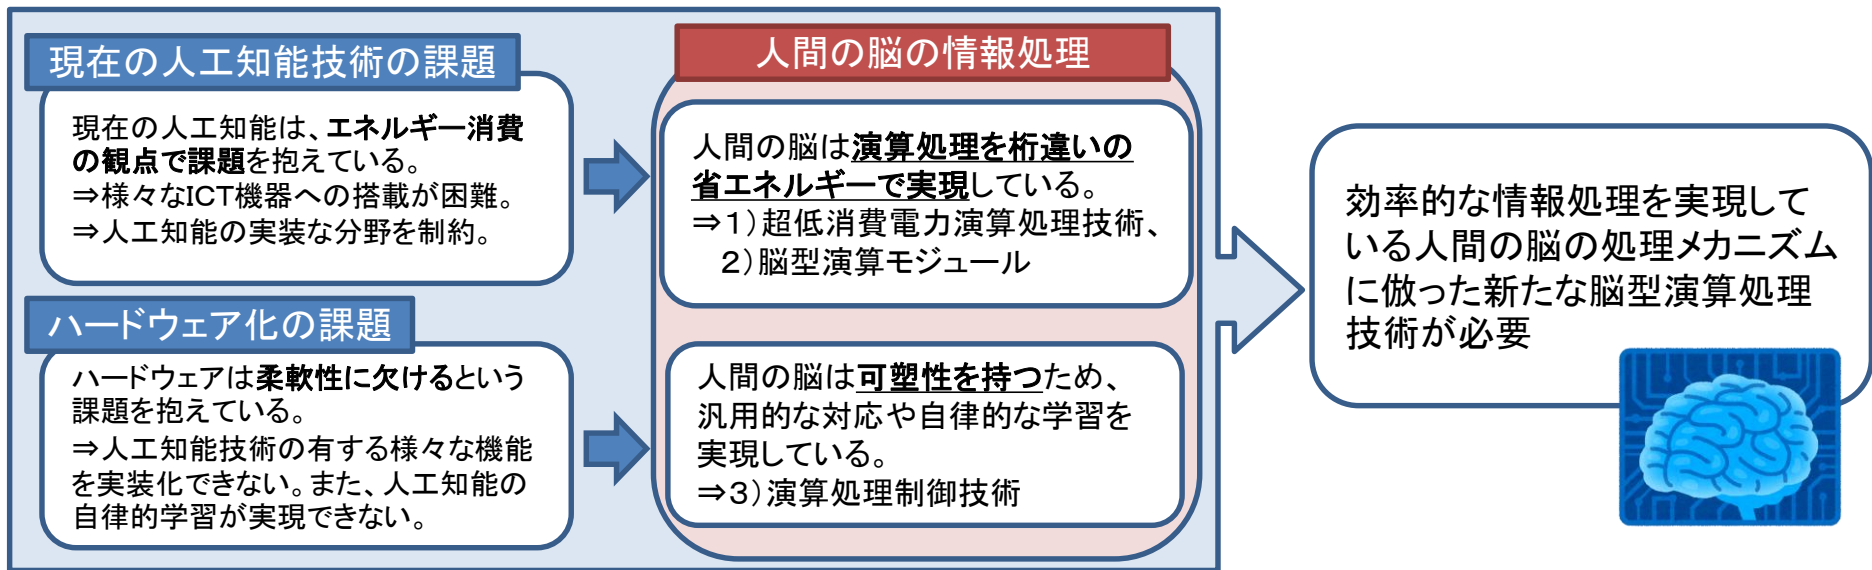 現在の人工知能技術の課題
現在の人工知能は、エネルギー消費
の観点で課題を抱えている。
⇒様々なICT機器への搭載が困難。
⇒人工知能の実装な分野を制約。
ハードウェア化の課題
ハードウェアは柔軟性に欠けるという
課題を抱えている。
⇒人工知能技術の有する様々な機能
を実装化できない。また、人工知能の
自律的学習が実現できない。
人間の脳の情報処理
人間の脳は演算処理を桁違いの
省エネルギーで実現している。
⇒１）超低消費電力演算処理技術、
２）脳型演算モジュール
人間の脳は可塑性を持つため、
汎用的な対応や自律的な学習を
実現している。
⇒３）演算処理制御技術
効率的な情報処理を実現して
いる人間の脳の処理メカニズム
に倣った新たな脳型演算処理
技術が必要